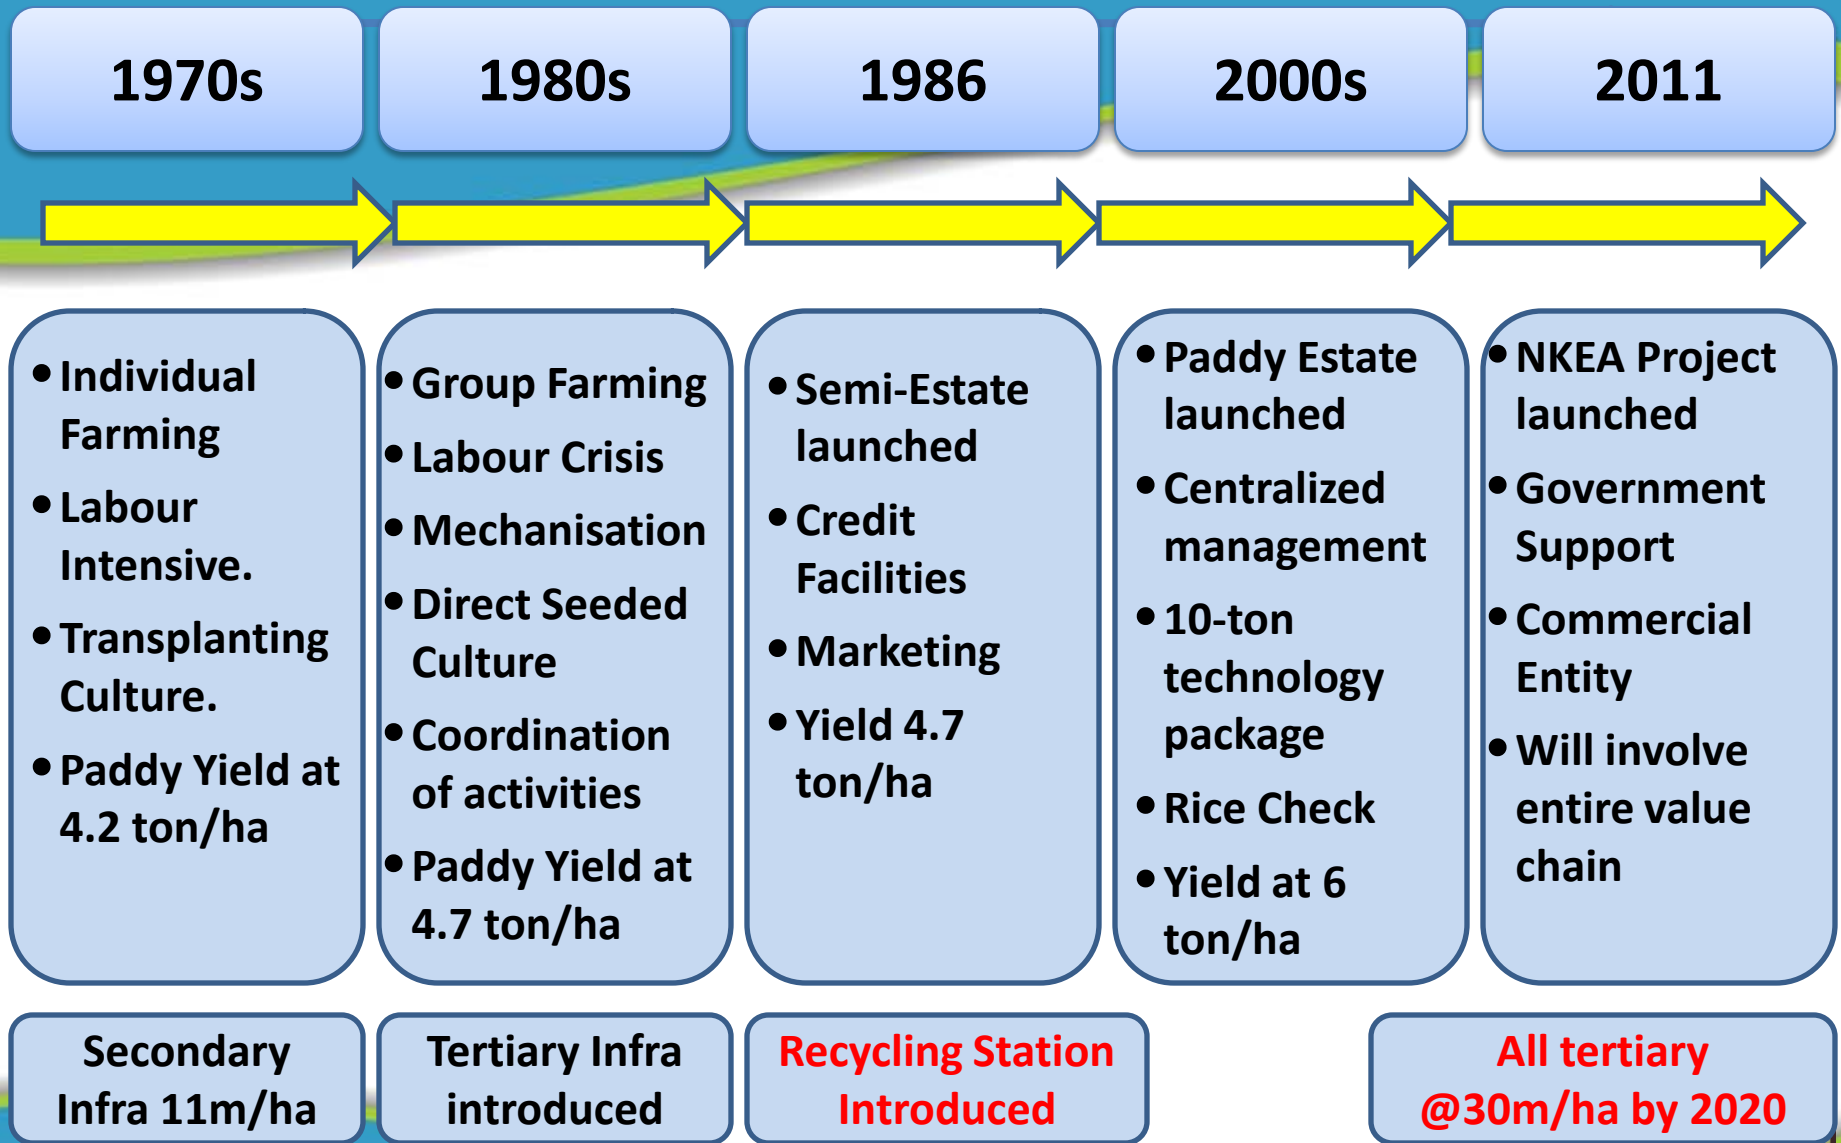 1970s
1980s
1986
2000s
2011
• Individual
Farming
• Labour
Intensive.
• Transplanting
Culture.
• Paddy Yield at
4.2 ton/ha
• Group Farming
• Labour Crisis
• Mechanisation
• Direct Seeded
Culture
• Coordination
of activities
• Paddy Yield at
4.7 ton/ha
• Semi-Estate
launched
• Credit
Facilities
• Marketing
• Yield 4.7
ton/ha
• Paddy Estate
launched
• Centralized
management
• 10-ton
technology
package
• Rice Check
• Yield at 6
ton/ha
• NKEA Project
launched
• Government
Support
• Commercial
Entity
• Will involve
entire value
chain
Secondary
Infra 11m/ha
Tertiary Infra
introduced
Recycling Station
Introduced
All tertiary
@30m/ha by 2020